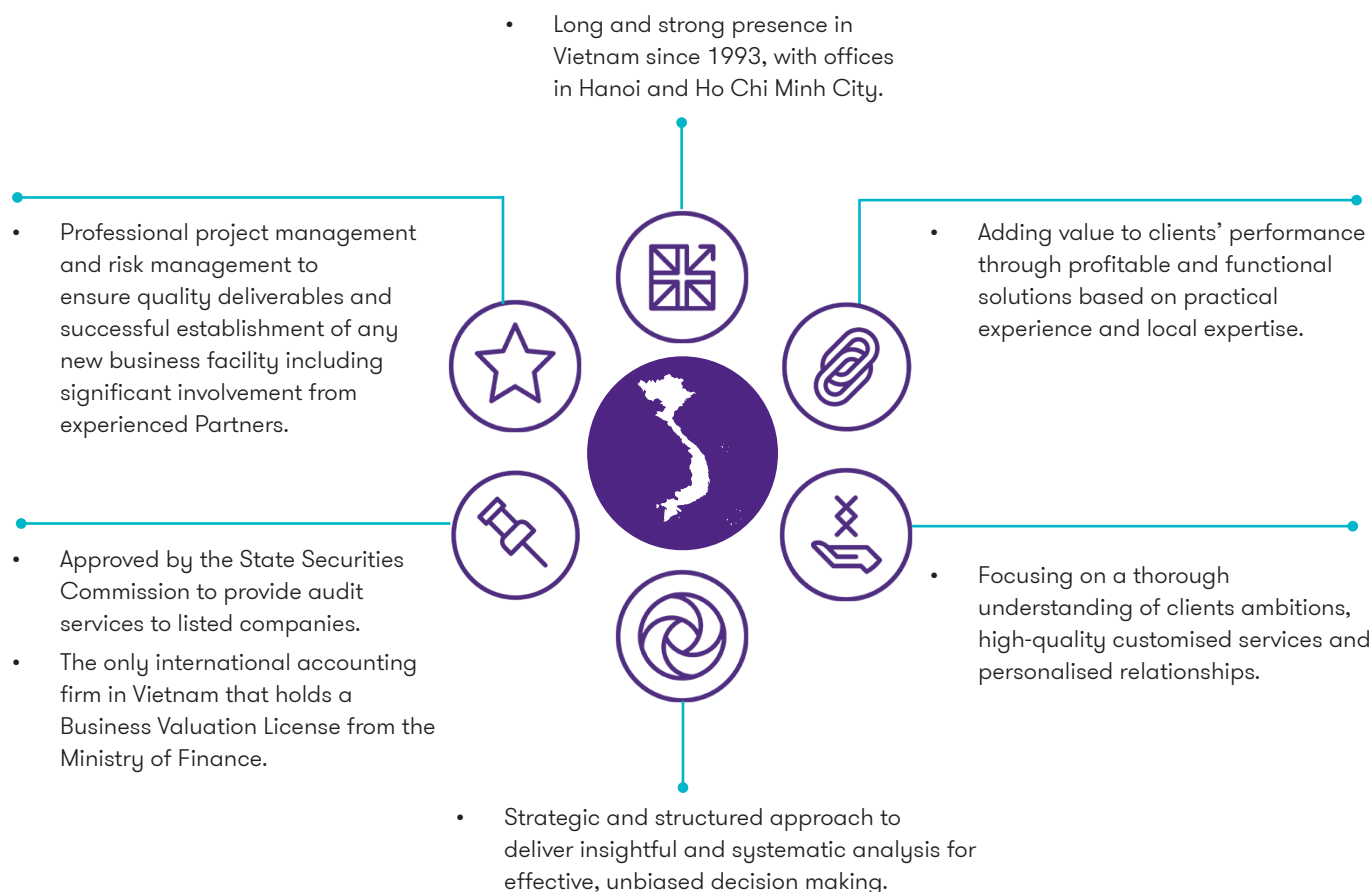 • Long and strong presence in
Vietnam since 1993, with offices
in Hanoi and Ho Chi Minh City.
• Professional project management
and risk management to
ensure quality deliverables and
successful establishment of any
new business facility including
significant involvement from
experienced Partners.
• Adding value to clients’ performance
through profitable and functional
solutions based on practical
experience and local expertise.
• Approved by the State Securities
Commission to provide audit
services to listed companies.
• The only international accounting
firm in Vietnam that holds a
Business Valuation License from the
Ministry of Finance.
• Focusing on a thorough
understanding of clients ambitions,
high-quality customised services and
personalised relationships.
• Strategic and structured approach to
deliver insightful and systematic analysis for
effective, unbiased decision making.